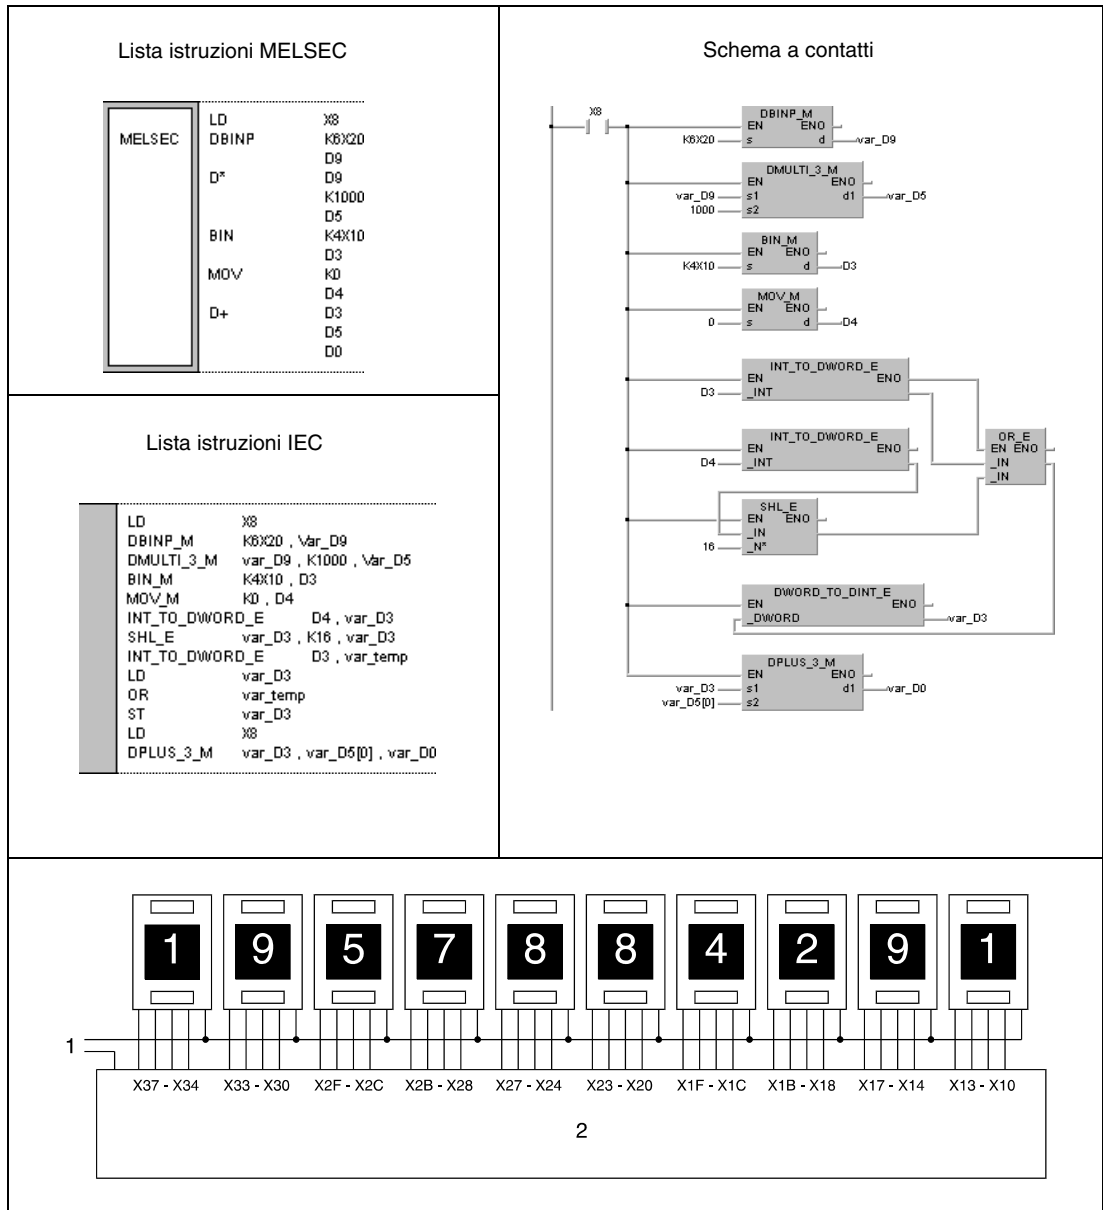 Lista istruzioni MELSEC
MELSEC
LD X8
DBINP K6X20
D9
D* D9
K1000
D5
BIN K4X10
D3
MOV K0
D4
D+ D3
D5
D0
Lista istruzioni IEC
LD X8
DBINP_M K6X20 , Var_D9
DMULTI_3_M var_D9 , K1000 , Var_D5
BIN_M K4X10 , D3
MOV_M K0 , D4
INT_TO_DWORD_E D4 , var_D3
SHL_E var_D3 , K16 , var_D3
INT_TO_DWORD_E D3 , var_temp
LD var_D3
OR var_temp
ST var_D3
LD X8
DPLUS_3_M var_D3 , var_D5[0] , var_D0
Schema a contatti
X8
DBINP_M
EN ENO
K6X20 s d var_D9
DMULTI_3_M
EN ENO
var_D9 s1 d1 var_D5
1000 s2
BIN_M
EN ENO
K4X10 s d D3
MOV_M
EN ENO
0 s d D4
INT_TO_DWORD_E
EN ENO
D3 _INT
INT_TO_DWORD_E
EN ENO
D4 _INT
OR_E
EN ENO
_IN
_IN
SHL_E
EN ENO
_IN
16 _N*
DWORD_TO_DINT_E
EN ENO
_DWORD var_D3
DPLUS_3_M
EN ENO
var_D3 s1 d1 var_D0
var_D5[0] s2
1 9 5 7 8 8 4 2 9 1
1
X37 - X34 X33 - X30 X2F - X2C X2B - X28 X27 - X24 X23 - X20 X1F - X1C X1B - X18 X17 - X14 X13 - X10
2